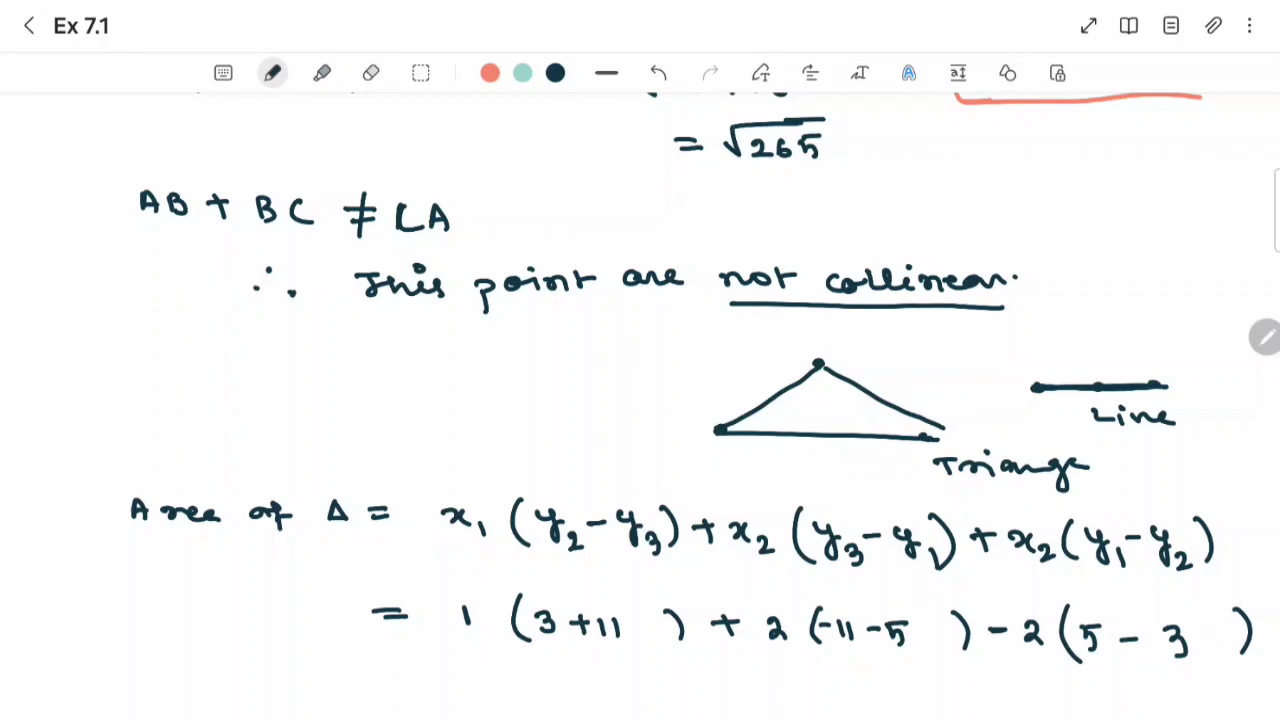 Ex 7.1
= √265
AB + BC ≠ CA
∴ This point are not collinear.
Line
Triange
Area of Δ = x₁ (y₂ - y₃) + x₂ (y₃ - y₁) + x₂ (y₁ - y₂)
= 1 (3 + 11 ) + 2 (-11 - 5 ) - 2 (5 - 3 )